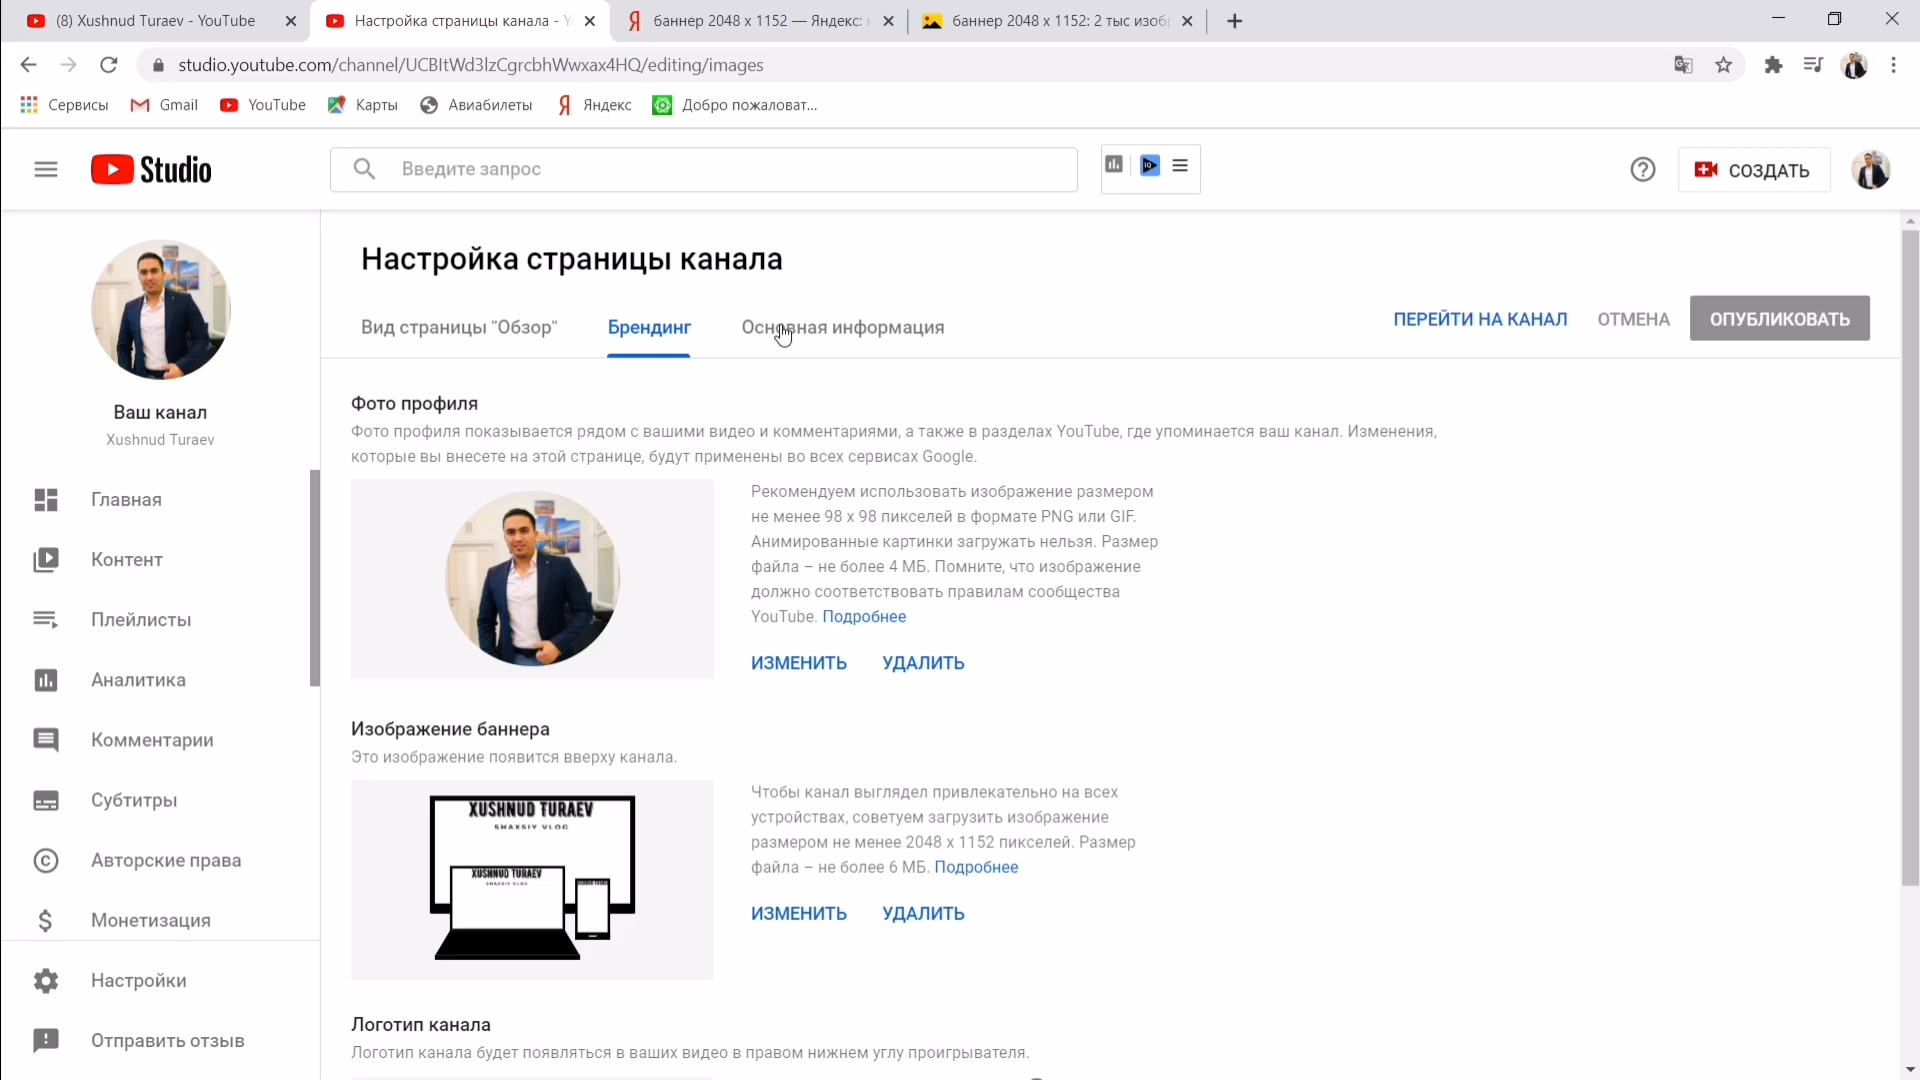 (8) Xushnud Turaev - YouTube
Настройка страницы канала - Y
баннер 2048 x 1152 — Яндекс:
баннер 2048 x 1152: 2 тыс изоб
studio.youtube.com/channel/UCBItWd3lzCgrcbhWwxax4HQ/editing/images
Сервисы
Gmail
YouTube
Карты
Авиабилеты
Яндекс
Добро пожаловат...
Studio
Введите запрос
СОЗДАТЬ
Ваш канал
Xushnud Turaev
Главная
Контент
Плейлисты
Аналитика
Комментарии
Субтитры
Авторские права
Монетизация
Настройки
Отправить отзыв
Настройка страницы канала
Вид страницы "Обзор"
Брендинг
Основная информация
ПЕРЕЙТИ НА КАНАЛ
ОТМЕНА
ОПУБЛИКОВАТЬ
Фото профиля
Фото профиля показывается рядом с вашими видео и комментариями, а также в разделах YouTube, где упоминается ваш канал. Изменения,
которые вы внесете на этой странице, будут применены во всех сервисах Google.
Рекомендуем использовать изображение размером
не менее 98 x 98 пикселей в формате PNG или GIF.
Анимированные картинки загружать нельзя. Размер
файла – не более 4 МБ. Помните, что изображение
должно соответствовать правилам сообщества
YouTube. Подробнее
ИЗМЕНИТЬ
УДАЛИТЬ
Изображение баннера
Это изображение появится вверху канала.
XUSHNUD TURAEV
SHAXSIY VLOG
XUSHNUD TURAEV
SHAXSIY VLOG
Чтобы канал выглядел привлекательно на всех
устройствах, советуем загрузить изображение
размером не менее 2048 x 1152 пикселей. Размер
файла – не более 6 МБ. Подробнее
ИЗМЕНИТЬ
УДАЛИТЬ
Логотип канала
Логотип канала будет появляться в ваших видео в правом нижнем углу проигрывателя.